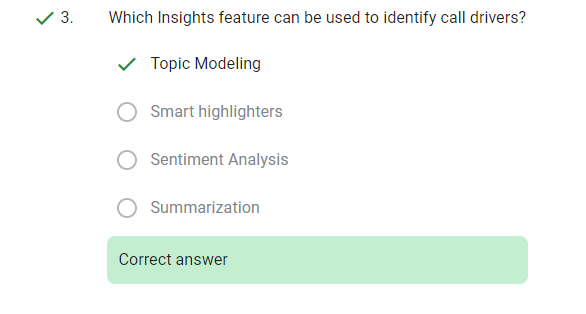 3. Which Insights feature can be used to identify call drivers?
Topic Modeling
Smart highlighters
Sentiment Analysis
Summarization
Correct answer